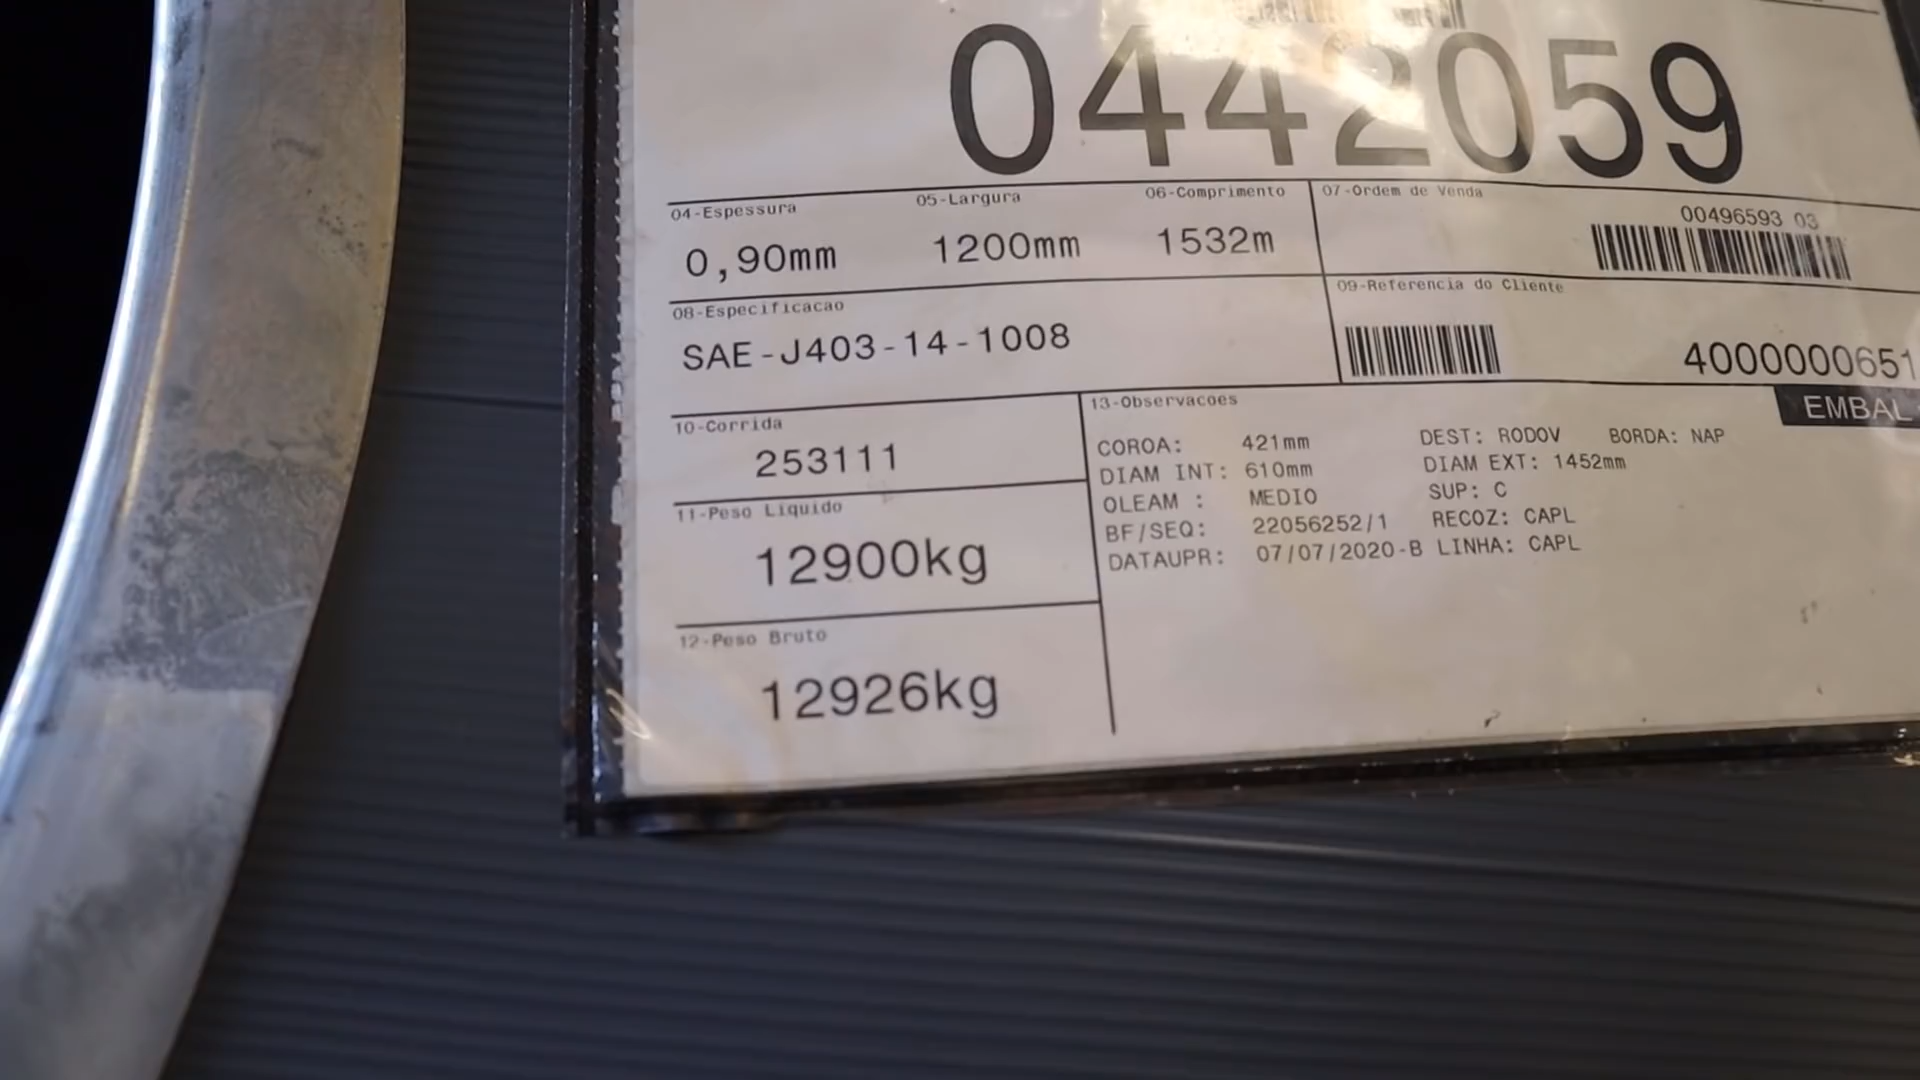 0442059
04-Espessura 05-Largura 06-Comprimento 07-Ordem de Venda
0,90mm 1200mm 1532m 00496593 03
08-Especificacao 09-Referencia do Cliente
SAE-J403-14-1008 4000000651
EMBAL
10-Corrida
253111
11-Peso Liquido
12900kg
12-Peso Bruto
12926kg
13-Observacoes
COROA: 421mm DEST: RODOV BORDA: NAP
DIAM INT: 610mm DIAM EXT: 1452mm
OLEAM : MEDIO SUP: C
BF/SEQ: 22056252/1 RECOZ: CAPL
DATAUPR: 07/07/2020-B LINHA: CAPL